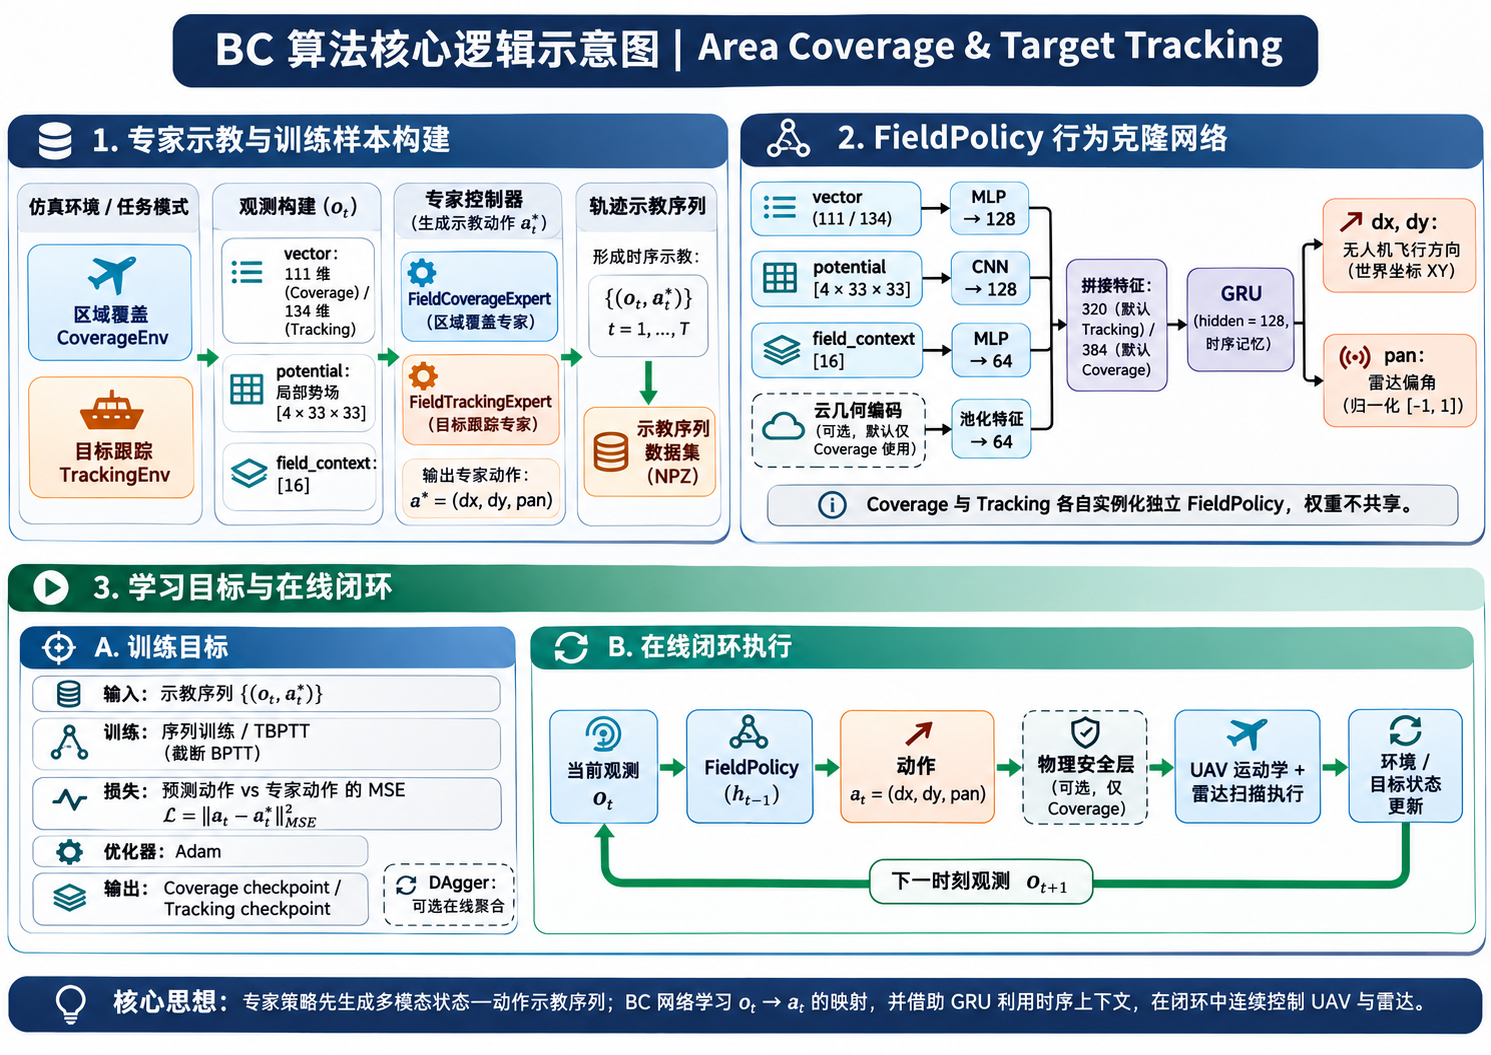 BC 算法核心逻辑示意图 | Area Coverage & Target Tracking
1. 专家示教与训练样本构建
仿真环境 / 任务模式
区域覆盖
CoverageEnv
目标跟踪
TrackingEnv
观测构建 (oₜ)
vector：
111 维
(Coverage) /
134 维
(Tracking)
potential：
局部势场
[4 × 33 × 33]
field_context：
[16]
专家控制器
(生成示教动作 aₜ*)
FieldCoverageExpert
（区域覆盖专家）
FieldTrackingExpert
（目标跟踪专家）
输出专家动作：
a* = (dx, dy, pan)
轨迹示教序列
形成时序示教：
{(oₜ, aₜ*)}
t = 1, ..., T
示教序列
数据集
（NPZ）
2. FieldPolicy 行为克隆网络
vector
(111 / 134)
MLP
→ 128
potential
[4 × 33 × 33]
CNN
→ 128
field_context
[16]
MLP
→ 64
云几何编码
（可选，默认仅
Coverage 使用）
池化特征
→ 64
拼接特征：
320（默认
Tracking) /
384（默认
Coverage)
GRU
(hidden = 128,
时序记忆）
dx, dy：
无人机飞行方向
（世界坐标 XY）
pan：
雷达偏角
（归一化 [-1, 1]）
Coverage 与 Tracking 各自实例化独立 FieldPolicy，权重不共享。
3. 学习目标与在线闭环
A. 训练目标
输入： 示教序列 {(oₜ, aₜ*)}
训练： 序列训练 / TBPTT
（截断 BPTT）
损失： 预测动作 vs 专家动作 的 MSE
ℒ = ‖aₜ − aₜ*‖²_MSE
优化器： Adam
输出： Coverage checkpoint /
Tracking checkpoint
DAgger：
可选在线聚合
B. 在线闭环执行
当前观测
oₜ
FieldPolicy
(hₜ₋₁)
动作
aₜ = (dx, dy, pan)
物理安全层
（可选，仅
Coverage）
UAV 运动学 +
雷达扫描执行
环境 /
目标状态
更新
下一时刻观测 oₜ₊₁
核心思想： 专家策略先生成多模态状态—动作示教序列；BC 网络学习 oₜ → aₜ 的映射，并借助 GRU 利用时序上下文，在闭环中连续控制 UAV 与雷达。